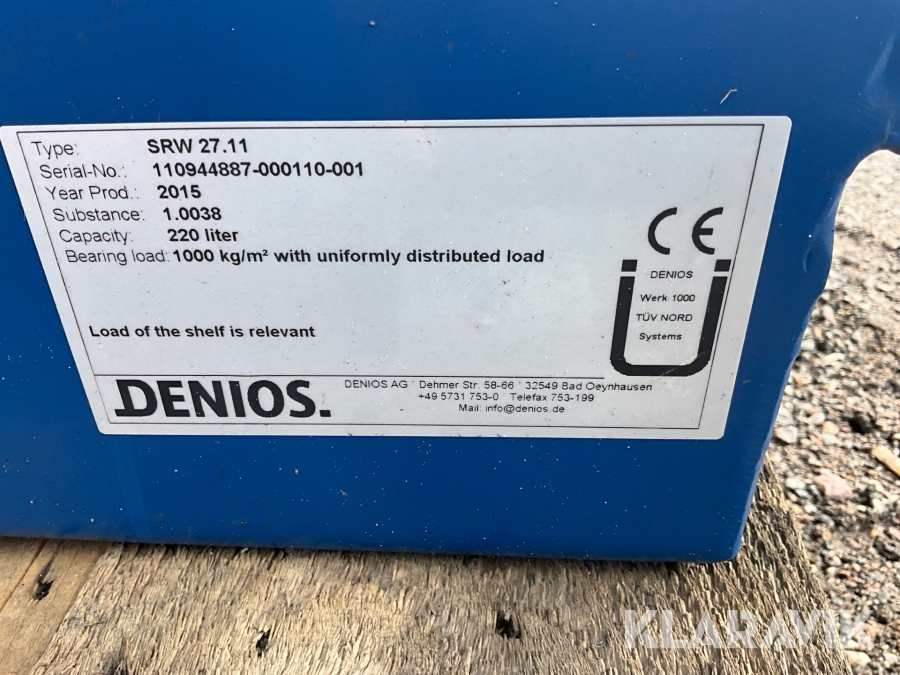 Type: SRW 27.11
Serial-No.: 110944887-000110-001
Year Prod.: 2015
Substance: 1.0038
Capacity: 220 liter
Bearing load: 1000 kg/m² with uniformly distributed load
Load of the shelf is relevant
CE
DENIOS
Werk 1000
TÜV NORD
Systems
DENIOS.
DENIOS AG Dehmer Str. 58-66 32549 Bad Oeynhausen
+49 5731 753-0 Telefax 753-199
Mail: info@denios.de
KLARAVIK